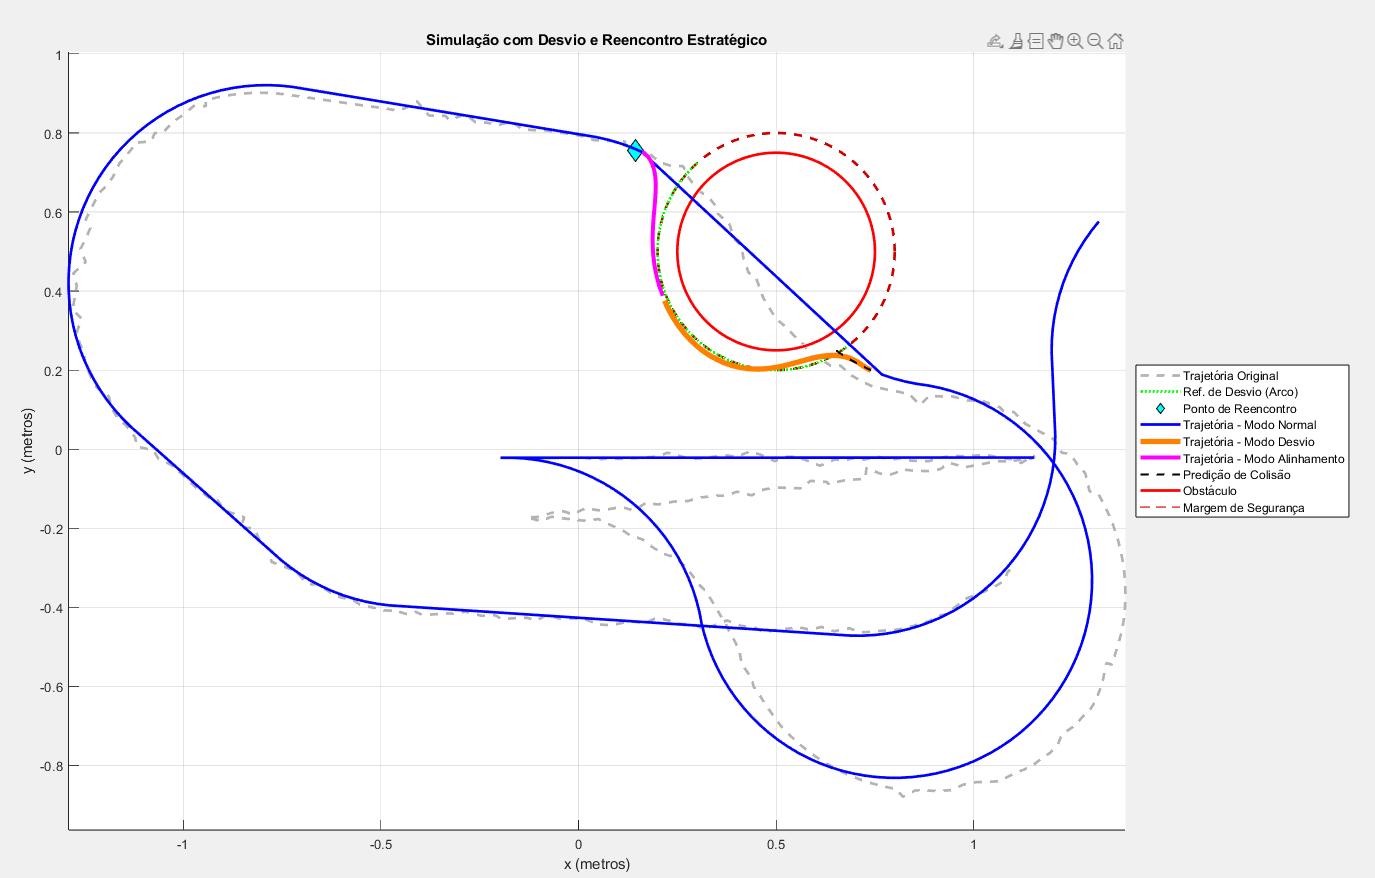 Simulação com Desvio e Reencontro Estratégico
1
0.8
0.6
0.4
0.2
0
-0.2
-0.4
-0.6
-0.8
y (metros)
-1
-0.5
0
0.5
1
x (metros)
Trajetória Original
Ref. de Desvio (Arco)
Ponto de Reencontro
Trajetória - Modo Normal
Trajetória - Modo Desvio
Trajetória - Modo Alinhamento
Predição de Colisão
Obstáculo
Margem de Segurança